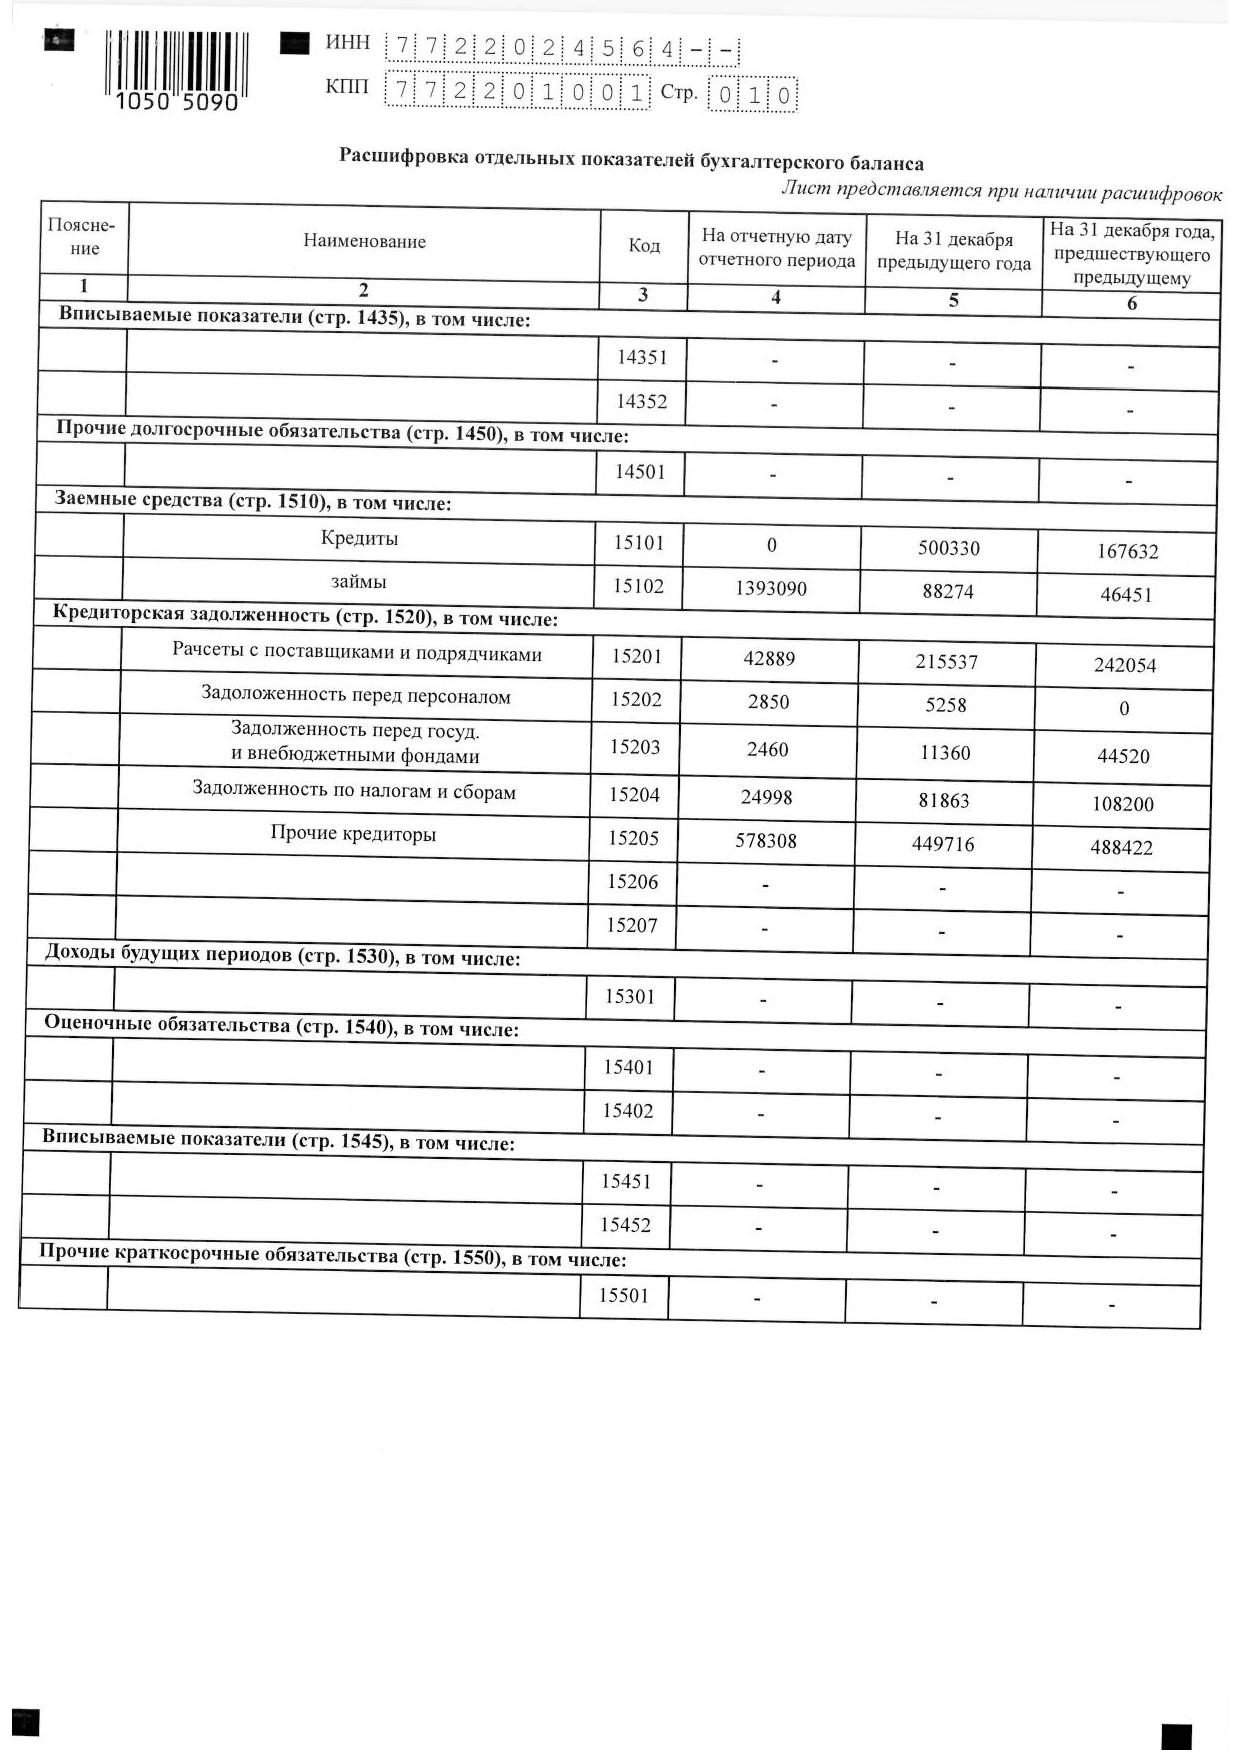 ИНН 7722024564--
КПП 772201001 Стр. 010
1050 5090
Расшифровка отдельных показателей бухгалтерского баланса
Лист представляется при наличии расшифровок
Поясне-ние Наименование Код На отчетную дату отчетного периода На 31 декабря предыдущего года На 31 декабря года, предшествующего предыдущему
1 2 3 4 5 6
Вписываемые показатели (стр. 1435), в том числе:
14351 - - -
14352 - - -
Прочие долгосрочные обязательства (стр. 1450), в том числе:
14501 - - -
Заемные средства (стр. 1510), в том числе:
Кредиты 15101 0 500330 167632
займы 15102 1393090 88274 46451
Кредиторская задолженность (стр. 1520), в том числе:
Рачсеты с поставщиками и подрядчиками 15201 42889 215537 242054
Задоложенность перед персоналом 15202 2850 5258 0
Задолженность перед госуд.
и внебюджетными фондами 15203 2460 11360 44520
Задолженность по налогам и сборам 15204 24998 81863 108200
Прочие кредиторы 15205 578308 449716 488422
15206 - - -
15207 - - -
Доходы будущих периодов (стр. 1530), в том числе:
15301 - - -
Оценочные обязательства (стр. 1540), в том числе:
15401 - - -
15402 - - -
Вписываемые показатели (стр. 1545), в том числе:
15451 - - -
15452 - - -
Прочие краткосрочные обязательства (стр. 1550), в том числе:
15501 - - -